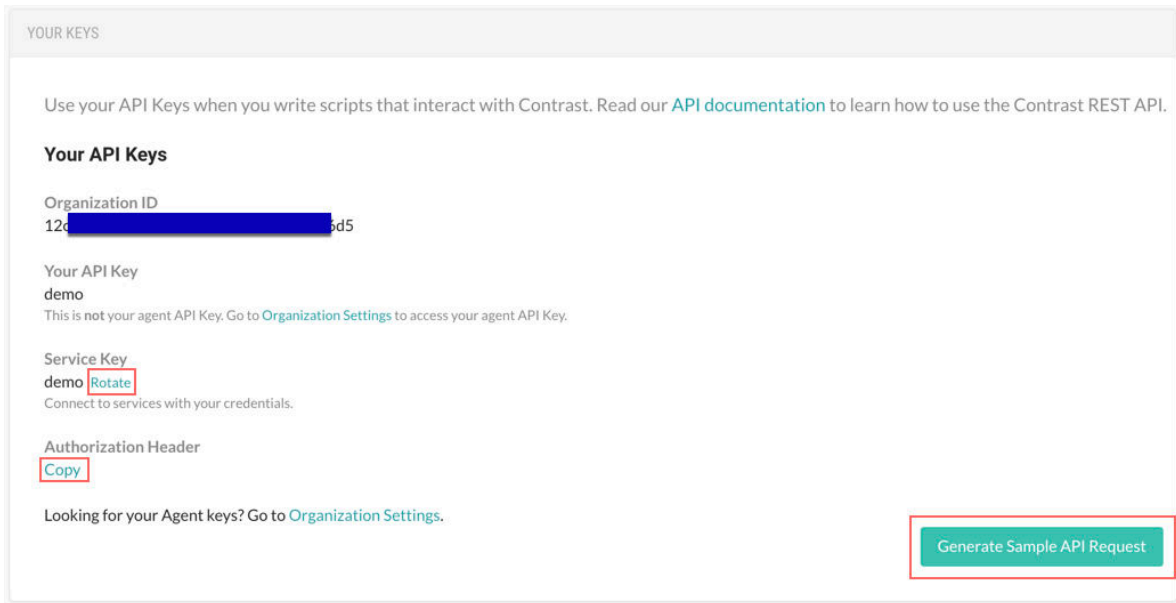 YOUR KEYS
Use your API Keys when you write scripts that interact with Contrast. Read our API documentation to learn how to use the Contrast REST API.
Your API Keys
Organization ID
Your API Key
demo
This is not your agent API Key. Go to Organization Settings to access your agent API Key.
Service Key
demo Rotate
Connect to services with your credentials.
Authorization Header
Copy
Looking for your Agent keys? Go to Organization Settings.
Generate Sample API Request